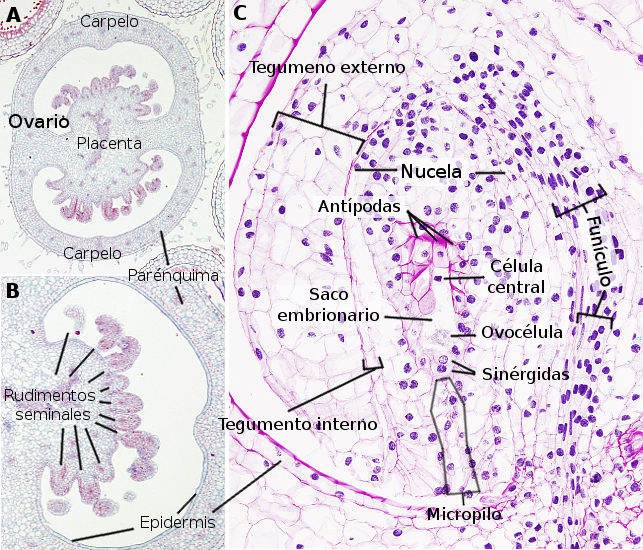 A
Carpelo
Ovario
Placenta
Carpelo
Parénquima
B
Rudimentos
seminales
Epidermis
C
Tegumeno externo
Nucela
Antípodas
Funículo
Célula
central
Saco
embrionario
Ovocélula
Sinérgidas
Tegumento interno
Micropilo